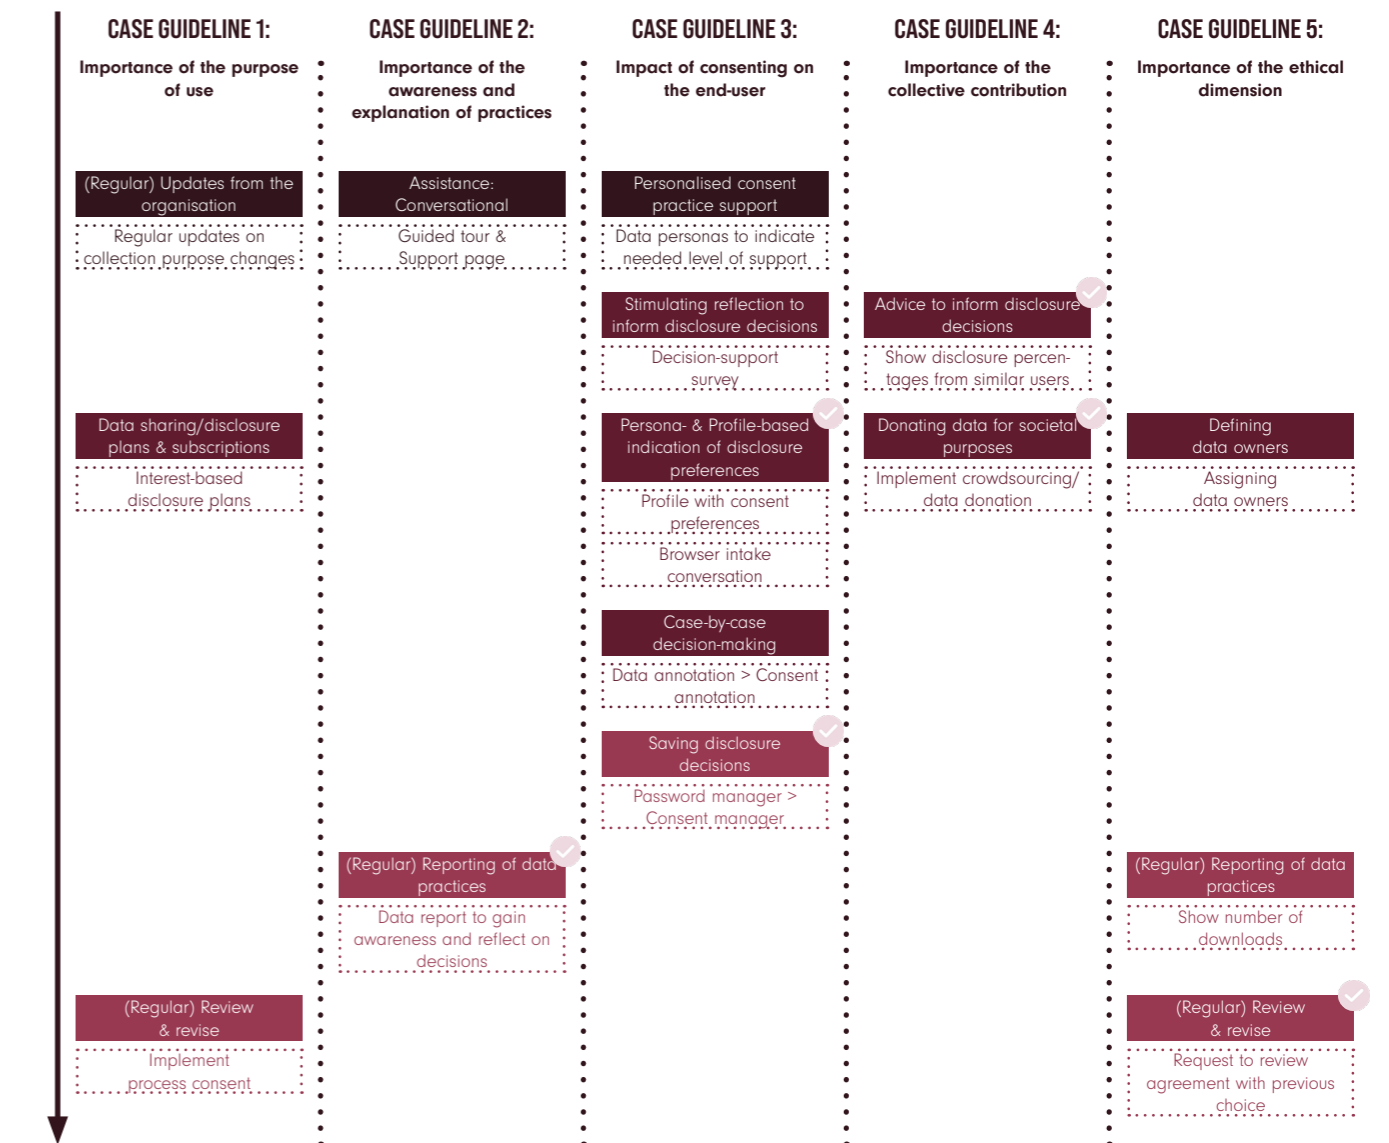 CASE GUIDELINE 1:
Importance of the purpose
of use
(Regular) Updates from the
organisation
Regular updates on
collection purpose changes
Data sharing/disclosure
plans & subscriptions
Interest-based
disclosure plans
(Regular) Review
& revise
Implement
process consent
CASE GUIDELINE 2:
Importance of the
awareness and
explanation of practices
Assistance:
Conversational
Guided tour &
Support page
(Regular) Reporting of data
practices
Data report to gain
awareness and reflect on
decisions
CASE GUIDELINE 3:
Impact of consenting on
the end-user
Personalised consent
practice support
Data personas to indicate
needed level of support
Stimulating reflection to
inform disclosure decisions
Decision-support
survey
Persona- & Profile-based
indication of disclosure
preferences
Profile with consent
preferences
Browser intake
conversation
Case-by-case
decision-making
Data annotation > Consent
annotation
Saving disclosure
decisions
Password manager >
Consent manager
CASE GUIDELINE 4:
Importance of the
collective contribution
Advice to inform disclosure
decisions
Show disclosure percen-
tages from similar users
Donating data for societal
purposes
Implement crowdsourcing/
data donation
CASE GUIDELINE 5:
Importance of the ethical
dimension
Defining
data owners
Assigning
data owners
(Regular) Reporting of data
practices
Show number of
downloads
(Regular) Review
& revise
Request to review
agreement with previous
choice